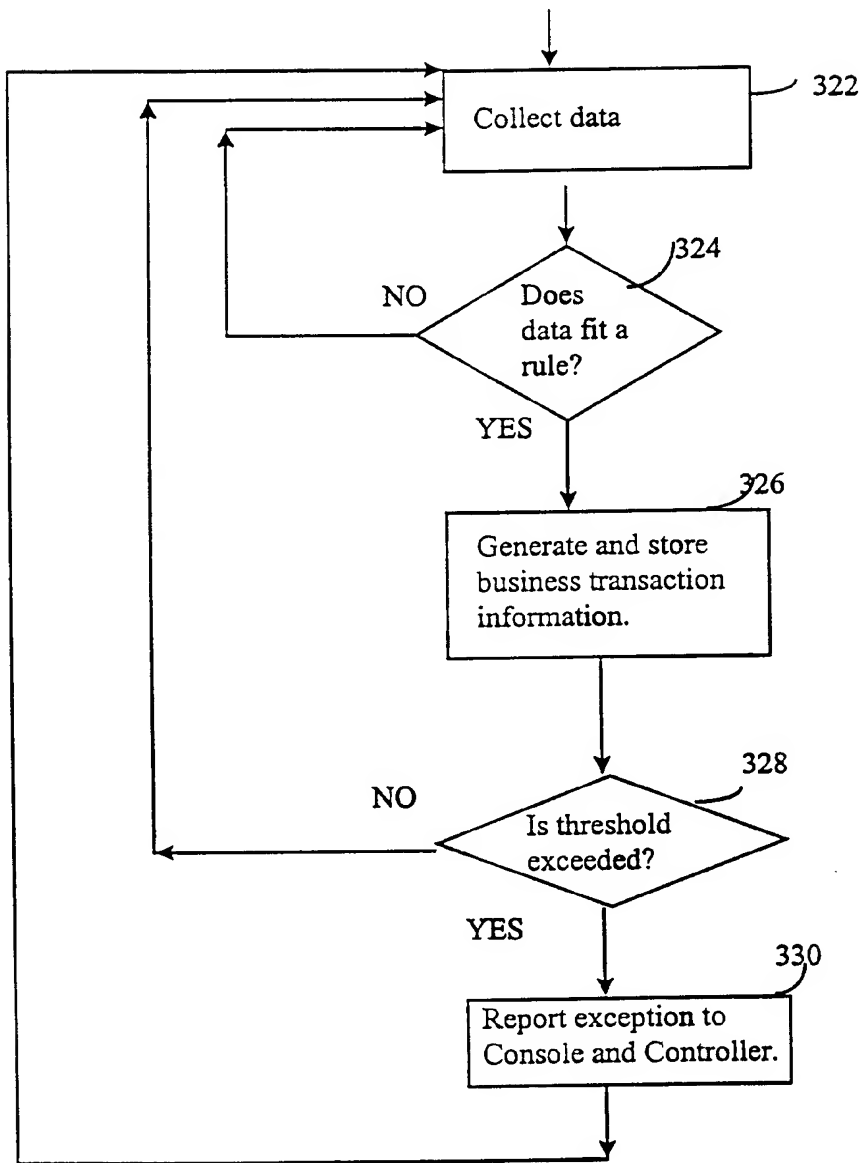 322
Collect data
324
NO
Does
data fit a
rule?
YES
326
Generate and store
business transaction
information.
328
NO
Is threshold
exceeded?
YES
330
Report exception to
Console and Controller.